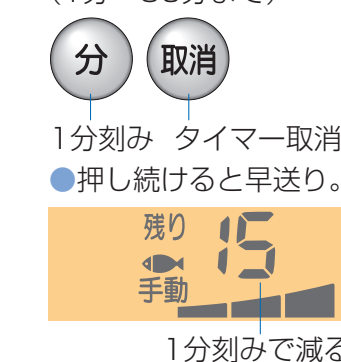 分 取消
1分刻み タイマー取消
●押し続けると早送り。
残り 15
手動
1分刻みで減る